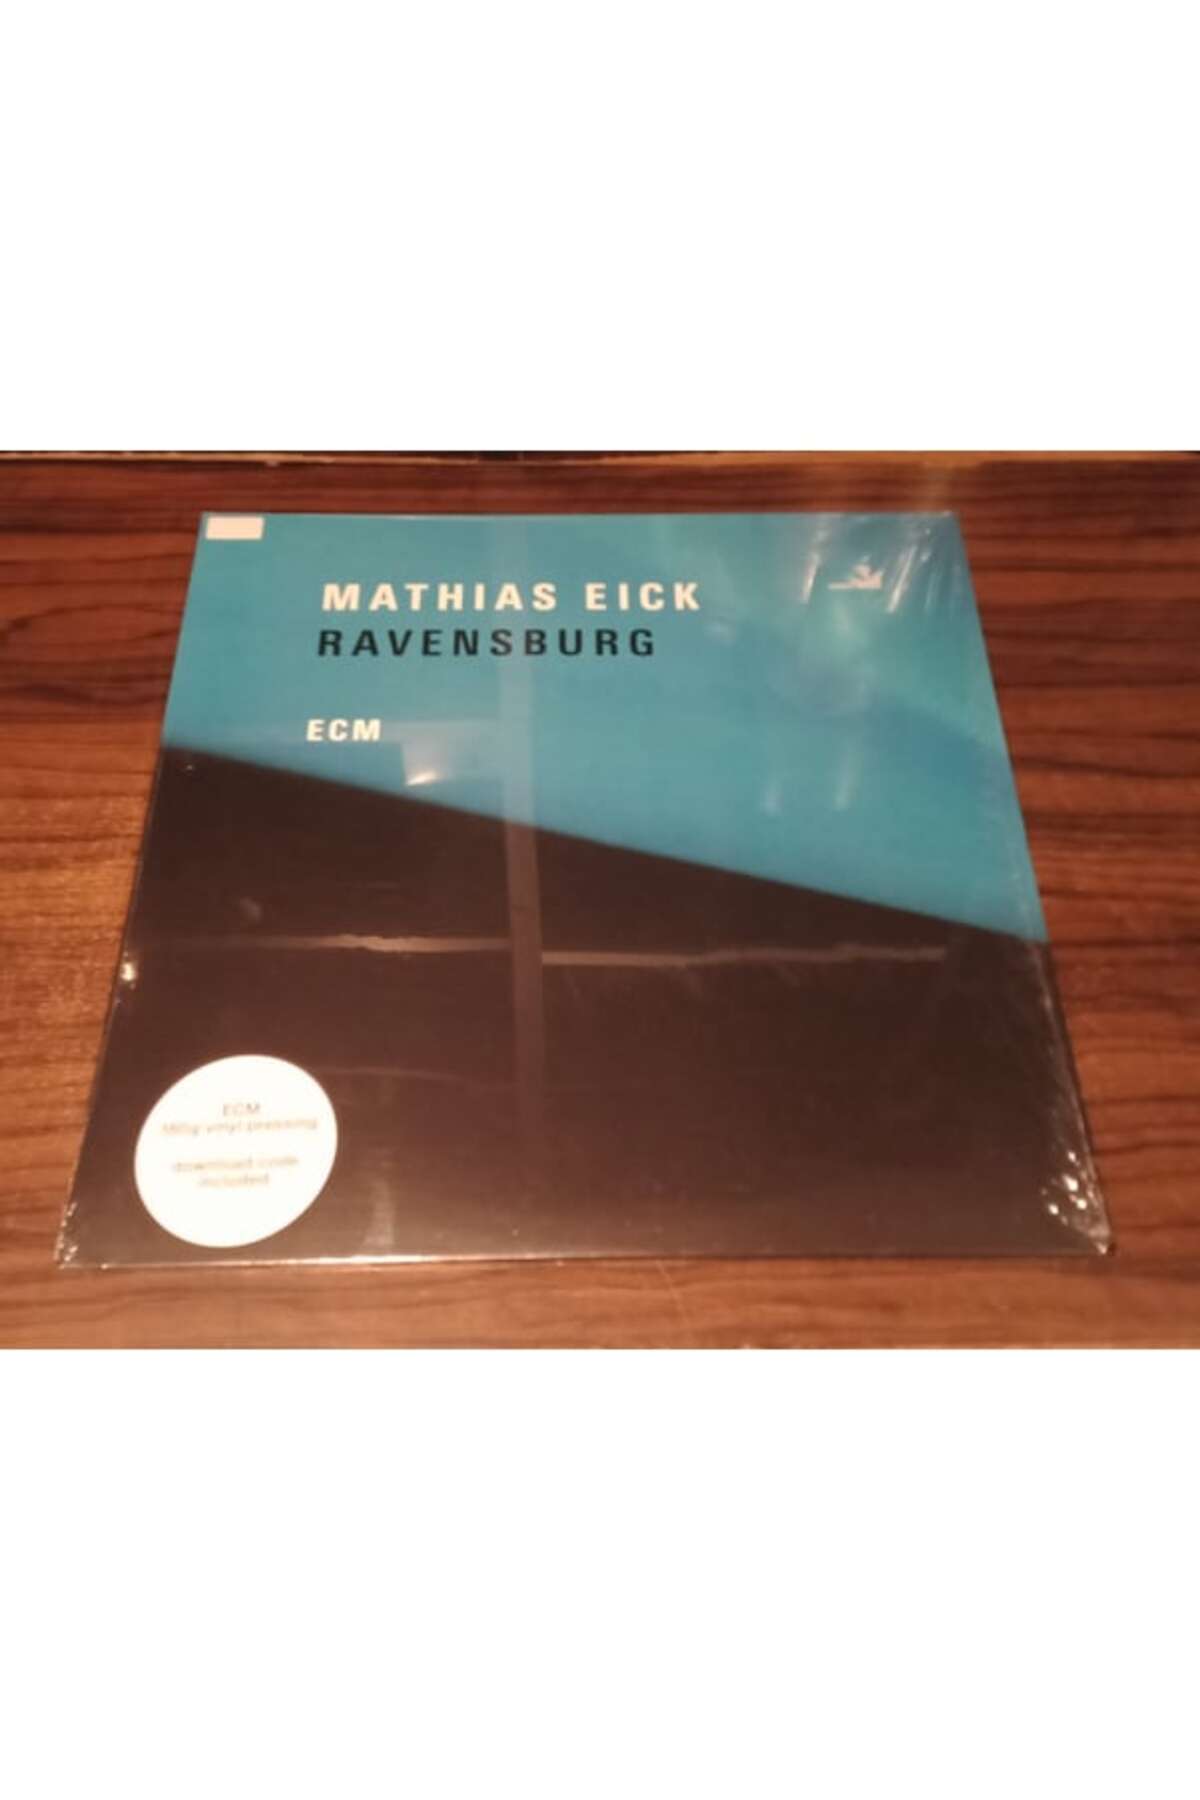 MATHIAS EICK
RAVENSBURG
ECM
ECM
180g vinyl pressing
download code
included